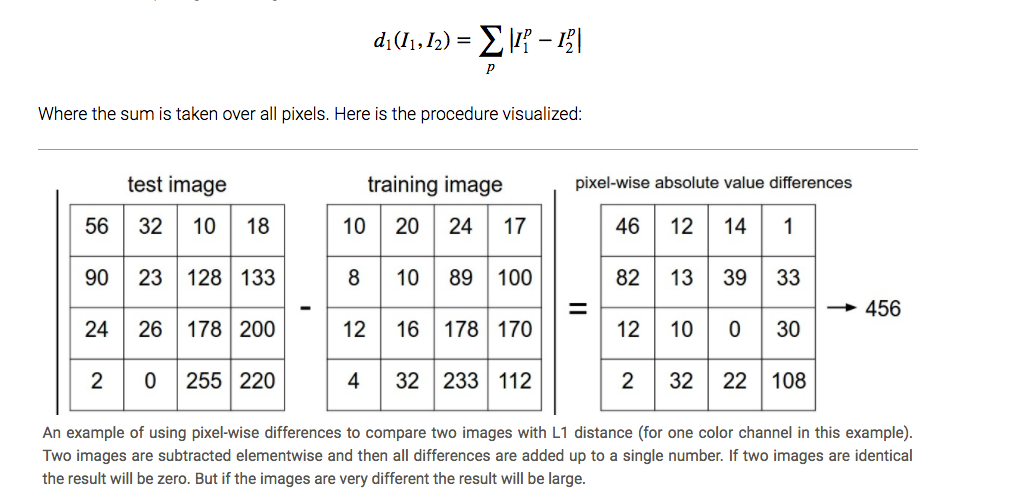 d₁(I₁, I₂) = ∑ |I₁ᵖ − I₂ᵖ|
p
Where the sum is taken over all pixels. Here is the procedure visualized:
test image training image pixel-wise absolute value differences
56 32 10 18 10 20 24 17 46 12 14 1
90 23 128 133 8 10 89 100 82 13 39 33
- = → 456
24 26 178 200 12 16 178 170 12 10 0 30
2 0 255 220 4 32 233 112 2 32 22 108
An example of using pixel-wise differences to compare two images with L1 distance (for one color channel in this example).
Two images are subtracted elementwise and then all differences are added up to a single number. If two images are identical
the result will be zero. But if the images are very different the result will be large.